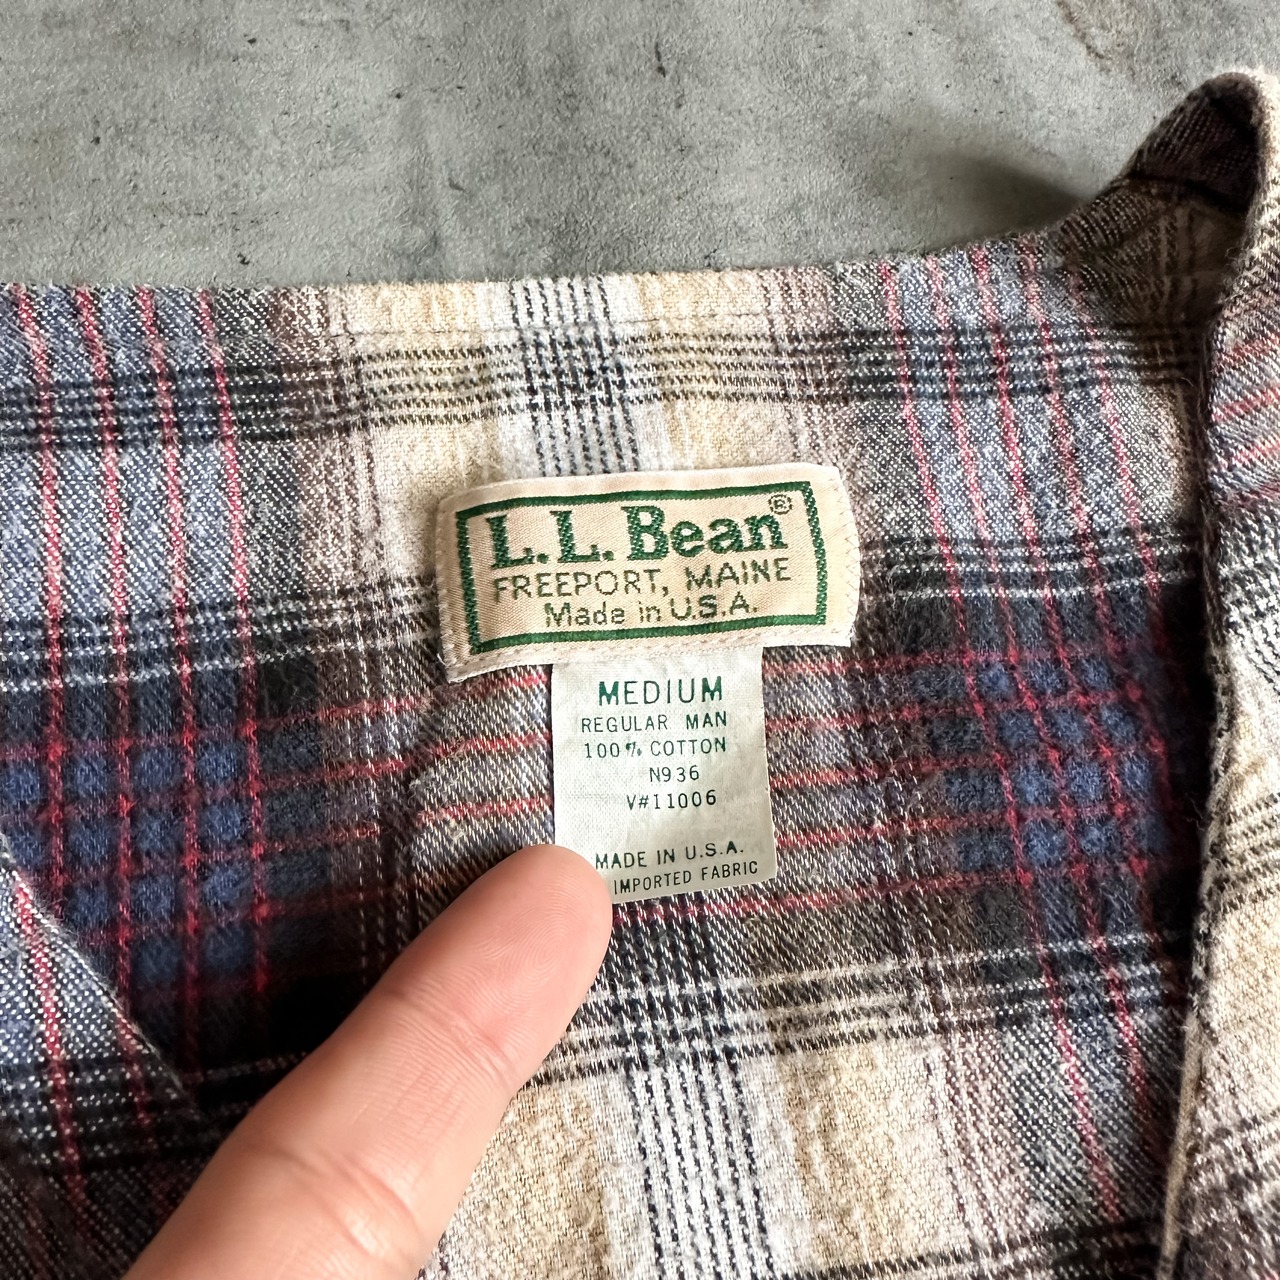 L.L.Bean®
FREEPORT, MAINE
Made in U.S.A.
MEDIUM
REGULAR MAN
100% COTTON
N936
V#11006
MADE IN U.S.A.
IMPORTED FABRIC